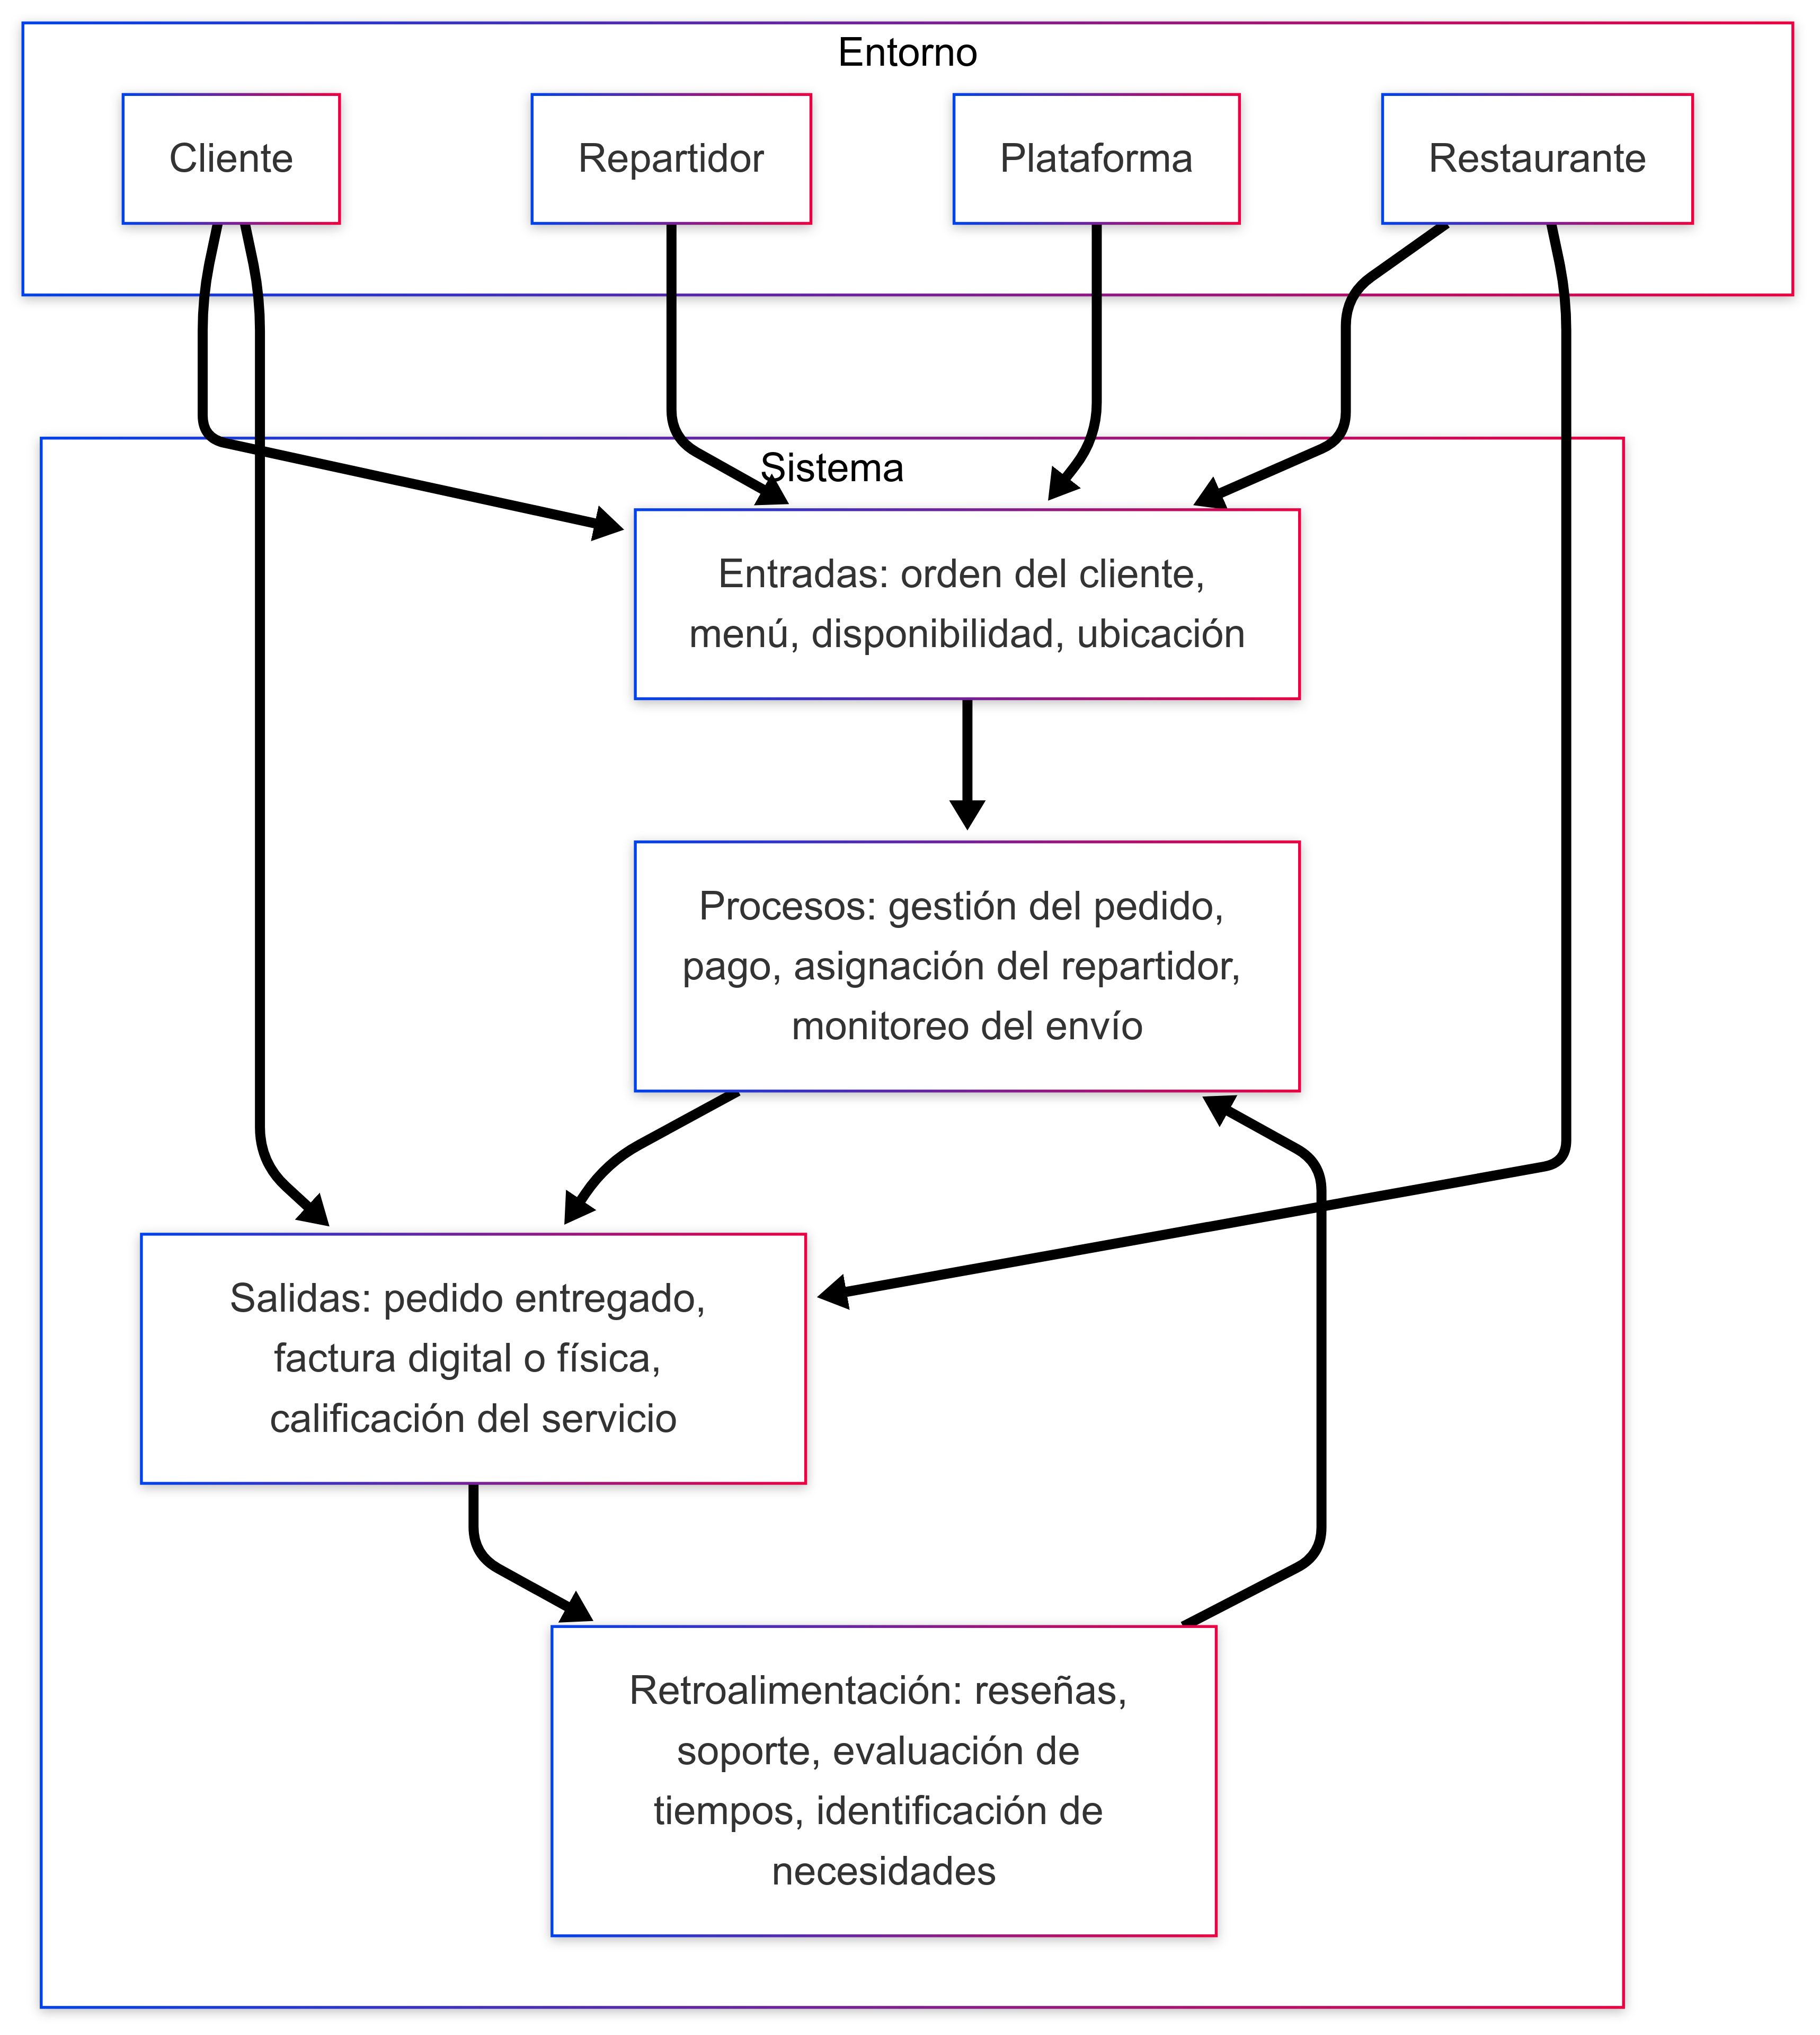 Entorno
Cliente
Repartidor
Plataforma
Restaurante
Sistema
Entradas: orden del cliente,
menú, disponibilidad, ubicación
Procesos: gestión del pedido,
pago, asignación del repartidor,
monitoreo del envío
Salidas: pedido entregado,
factura digital o física,
calificación del servicio
Retroalimentación: reseñas,
soporte, evaluación de
tiempos, identificación de
necesidades